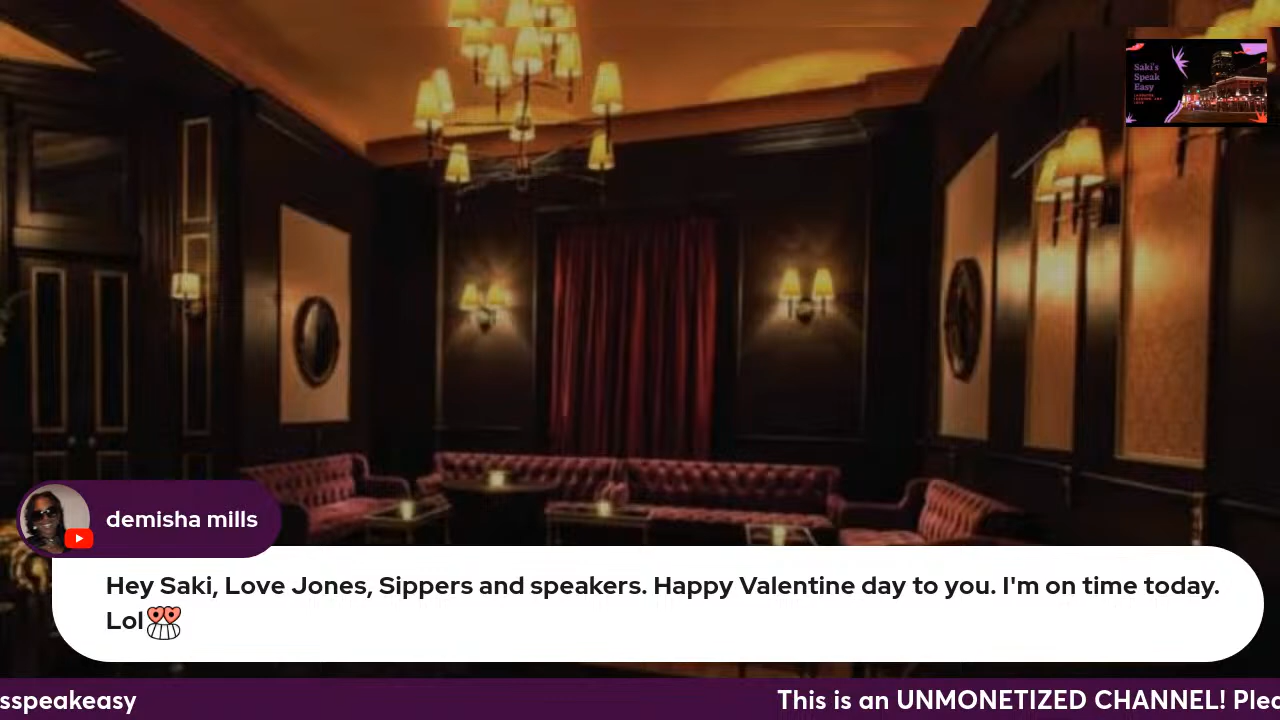 Saki's
Speak
Easy
demisha mills
Hey Saki, Love Jones, Sippers and speakers. Happy Valentine day to you. I'm on time today.
Lol
sspeakeasy This is an UNMONETIZED CHANNEL! Plea